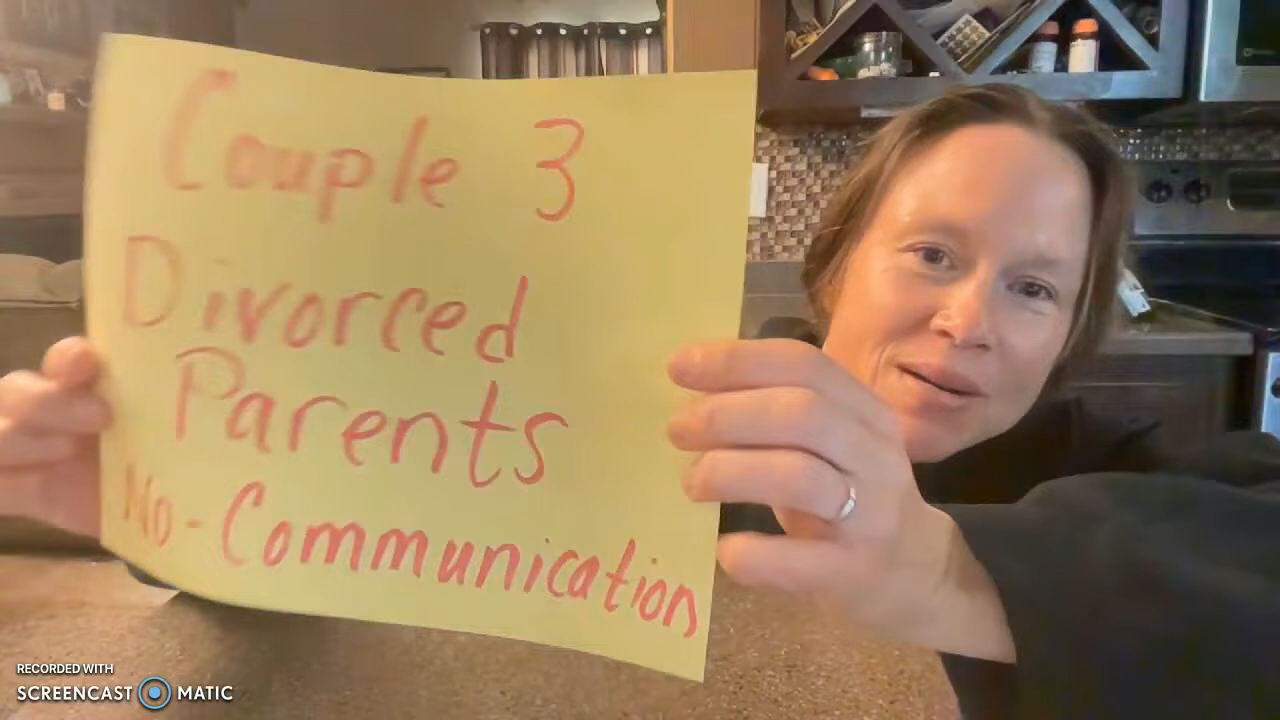 Couple 3
Divorced
Parents
No-Communication
RECORDED WITH
SCREENCAST MATIC